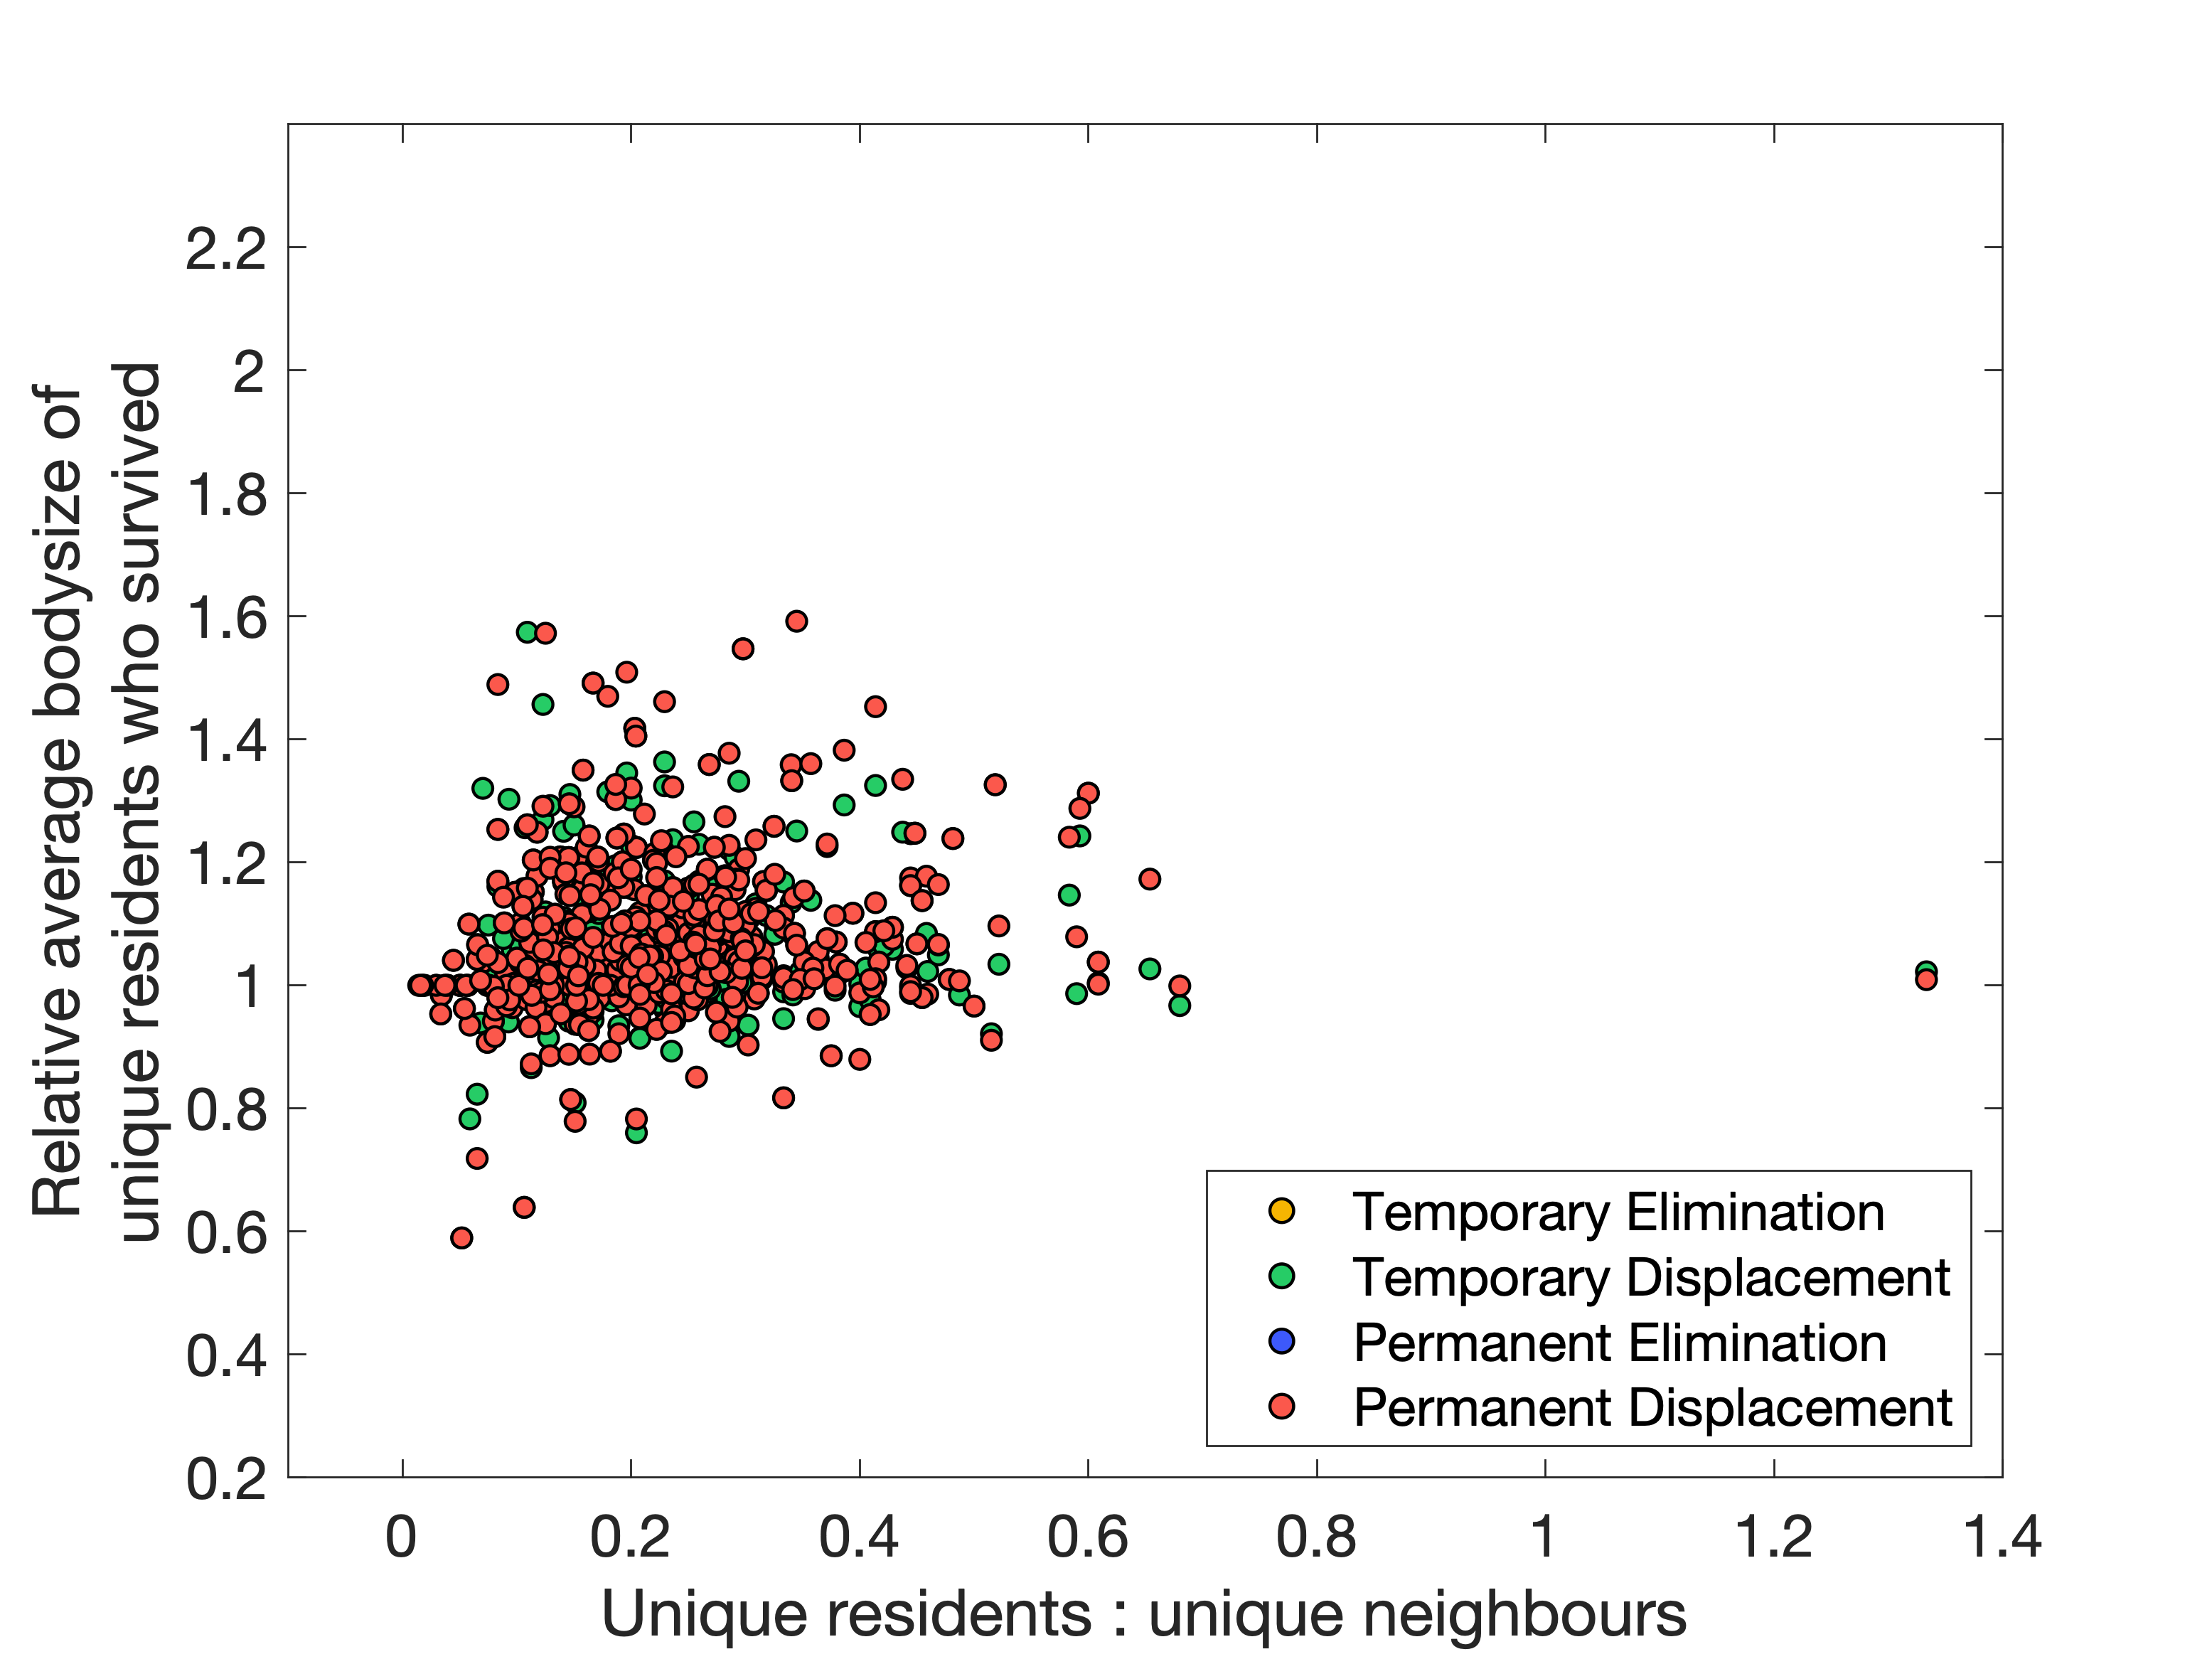 Relative average bodysize of
unique residents who survived
2.2
2
1.8
1.6
1.4
1.2
1
0.8
0.6
0.4
0.2
Temporary Elimination
Temporary Displacement
Permanent Elimination
Permanent Displacement
0 0.2 0.4 0.6 0.8 1 1.2 1.4
Unique residents : unique neighbours